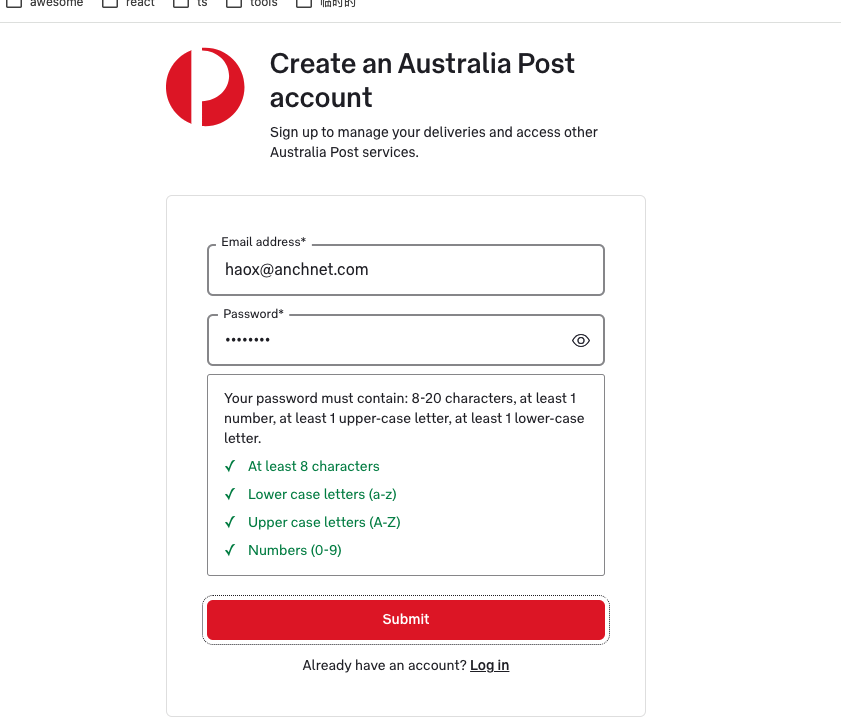 awesome react ts tools 临时的
Create an Australia Post
account
Sign up to manage your deliveries and access other
Australia Post services.
Email address*
haox@anchnet.com
Password*
••••••••
Your password must contain: 8-20 characters, at least 1
number, at least 1 upper-case letter, at least 1 lower-case
letter.
✓ At least 8 characters
✓ Lower case letters (a-z)
✓ Upper case letters (A-Z)
✓ Numbers (0-9)
Submit
Already have an account? Log in